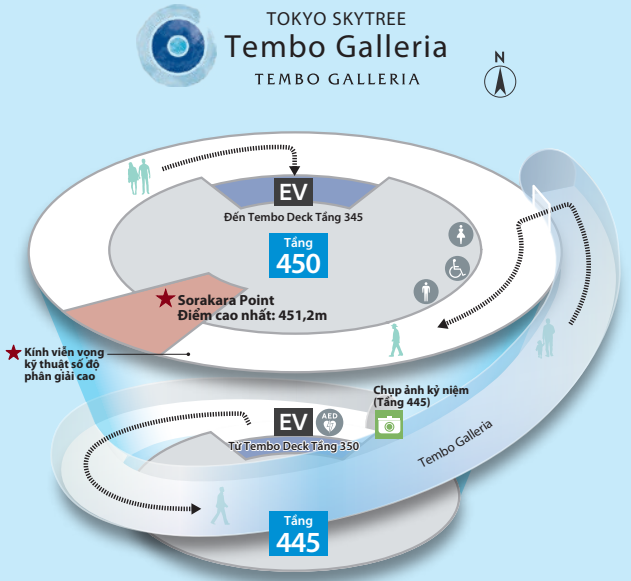 TOKYO SKYTREE
Tembo Galleria
TEMBO GALLERIA
N
EV
Đến Tembo Deck Tầng 345
Tầng
450
Sorakara Point
Điểm cao nhất: 451,2m
Kính viễn vọng
kỹ thuật số độ
phân giải cao
Chụp ảnh kỷ niệm
(Tầng 445)
EV
AED
Từ Tembo Deck Tầng 350
Tembo Galleria
Tầng
445